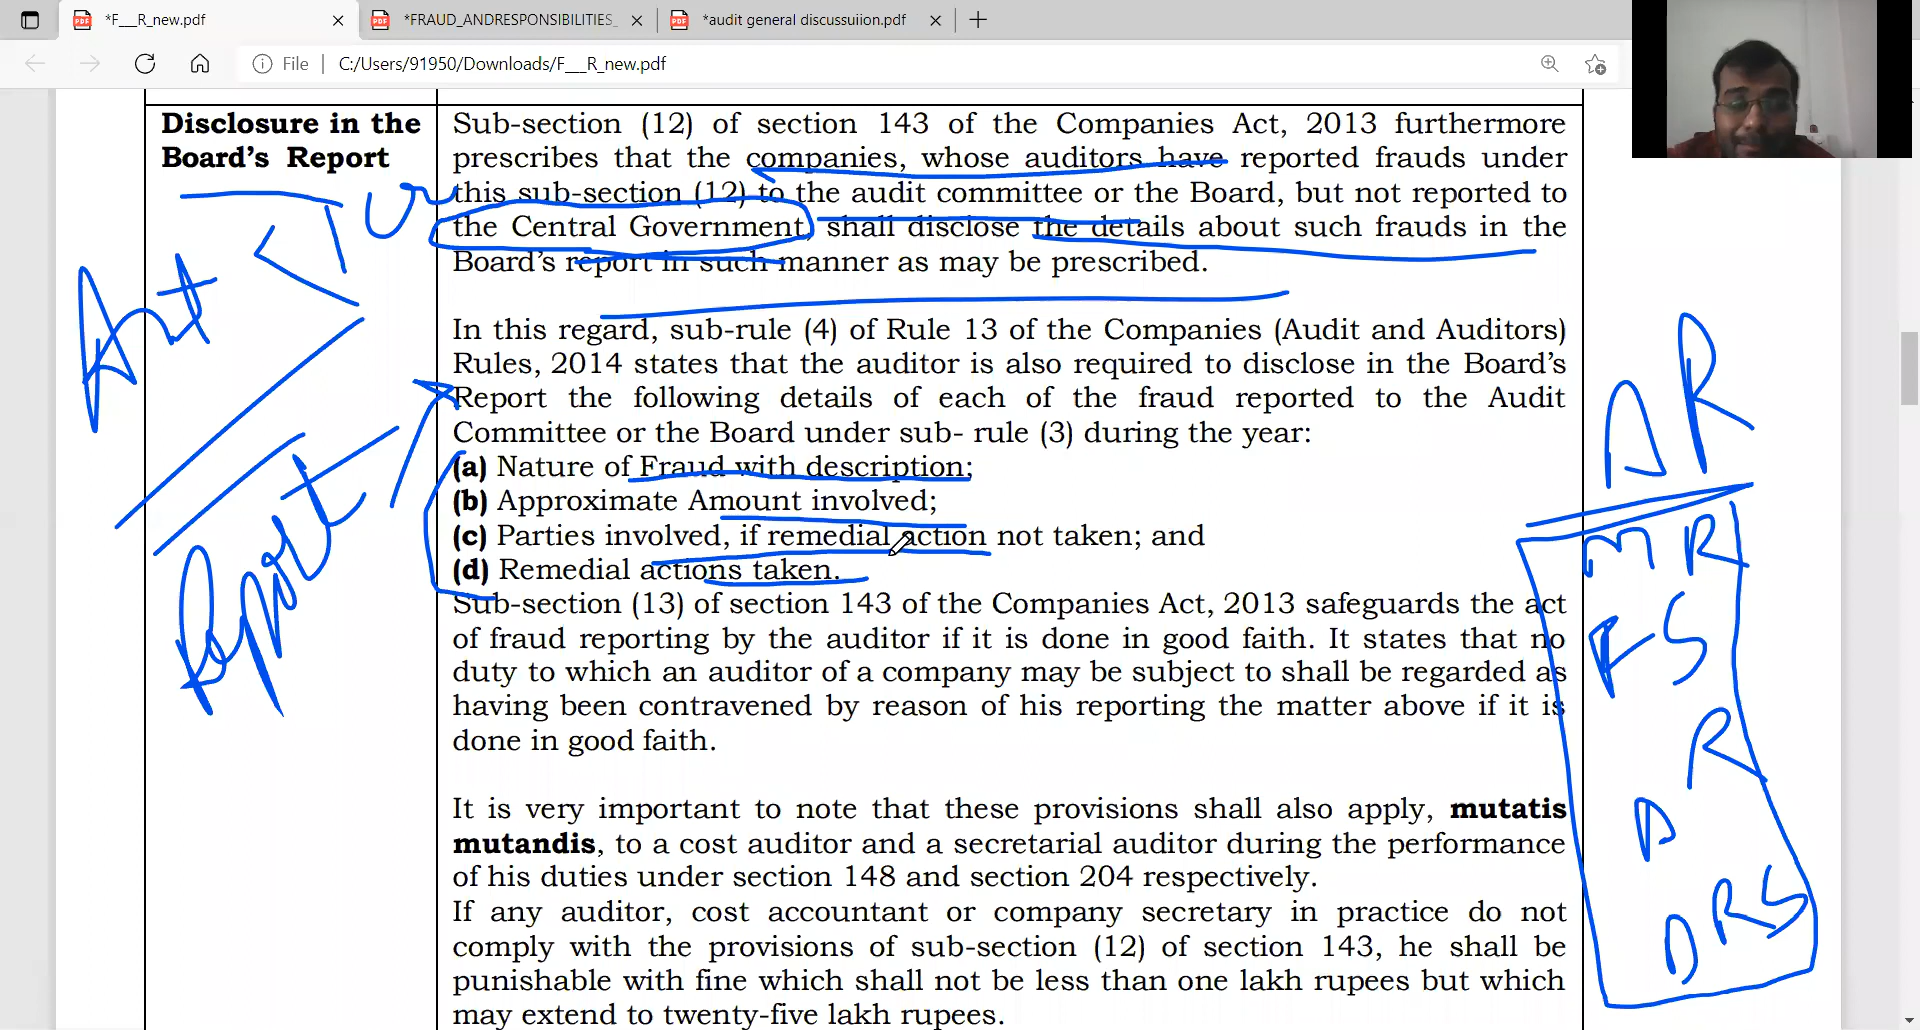 *F___R_new.pdf
*FRAUD_ANDRESPONSIBILITIES_
*audit general discussuiion.pdf
File
C:/Users/91950/Downloads/F___R_new.pdf
Disclosure in the
Board's Report
Sub-section (12) of section 143 of the Companies Act, 2013 furthermore
prescribes that the companies, whose auditors have reported frauds under
this sub-section (12) to the audit committee or the Board, but not reported to
the Central Government, shall disclose the details about such frauds in the
Board's report in such manner as may be prescribed.
In this regard, sub-rule (4) of Rule 13 of the Companies (Audit and Auditors)
Rules, 2014 states that the auditor is also required to disclose in the Board's
Report the following details of each of the fraud reported to the Audit
Committee or the Board under sub- rule (3) during the year:
(a) Nature of Fraud with description;
(b) Approximate Amount involved;
(c) Parties involved, if remedial action not taken; and
(d) Remedial actions taken.
Sub-section (13) of section 143 of the Companies Act, 2013 safeguards the act
of fraud reporting by the auditor if it is done in good faith. It states that no
duty to which an auditor of a company may be subject to shall be regarded as
having been contravened by reason of his reporting the matter above if it is
done in good faith.
It is very important to note that these provisions shall also apply, mutatis
mutandis, to a cost auditor and a secretarial auditor during the performance
of his duties under section 148 and section 204 respectively.
If any auditor, cost accountant or company secretary in practice do not
comply with the provisions of sub-section (12) of section 143, he shall be
punishable with fine which shall not be less than one lakh rupees but which
may extend to twenty-five lakh rupees.
Report
AR
MR
FS
R
D
DRS